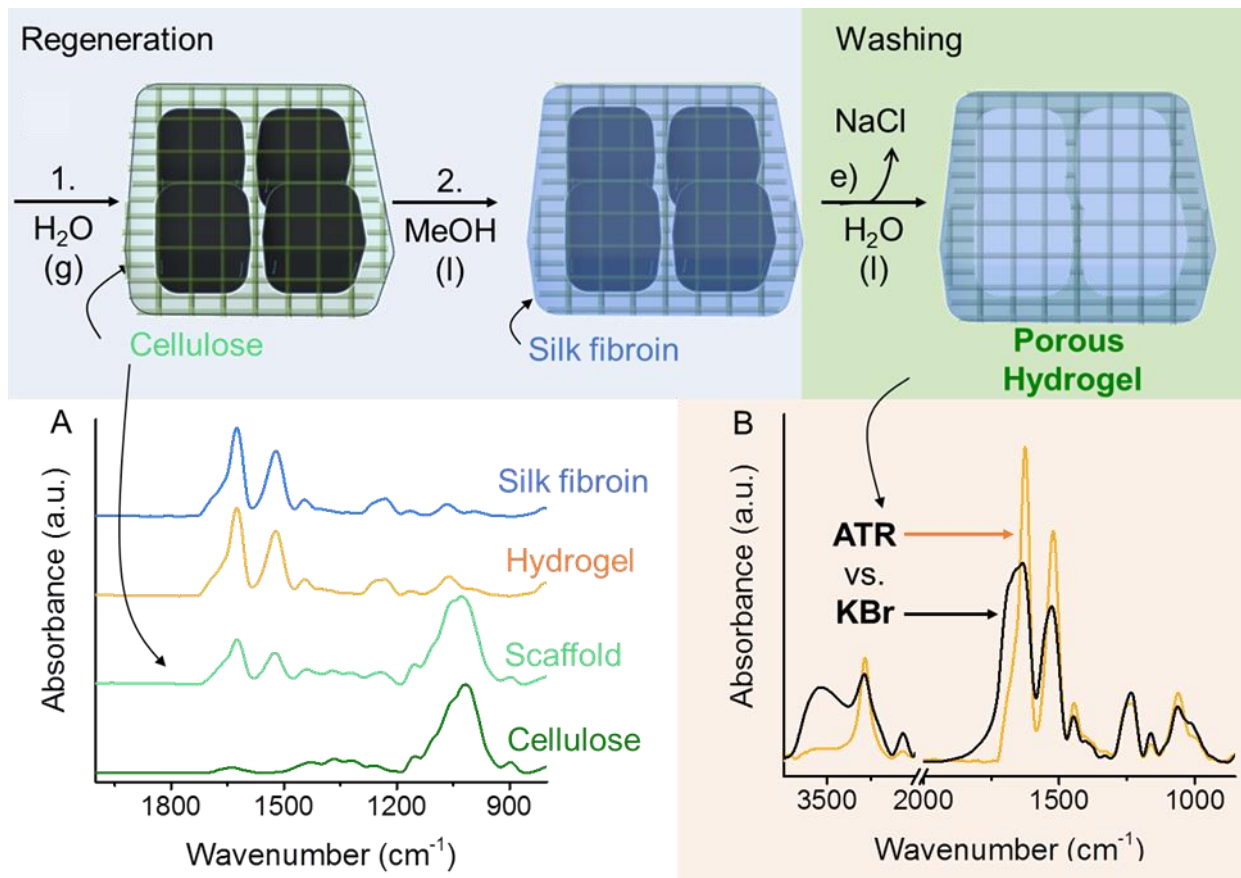 Regeneration
Washing
1.
H₂O
(g)
2.
MeOH
(l)
NaCl
e)
H₂O
(l)
Cellulose
Silk fibroin
Porous
Hydrogel
A
Absorbance (a.u.)
Silk fibroin
Hydrogel
Scaffold
Cellulose
1800 1500 1200 900
Wavenumber (cm⁻¹)
B
Absorbance (a.u.)
ATR
vs.
KBr
3500 2000 1500 1000
Wavenumber (cm⁻¹)